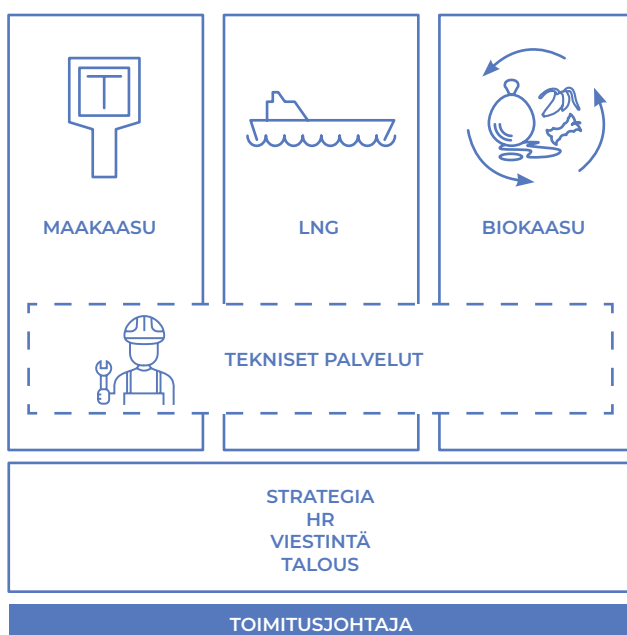 MAAKAASU
LNG
BIOKAASU
TEKNISET PALVELUT
STRATEGIA
HR
VIESTINTÄ
TALOUS
TOIMITUSJOHTAJA